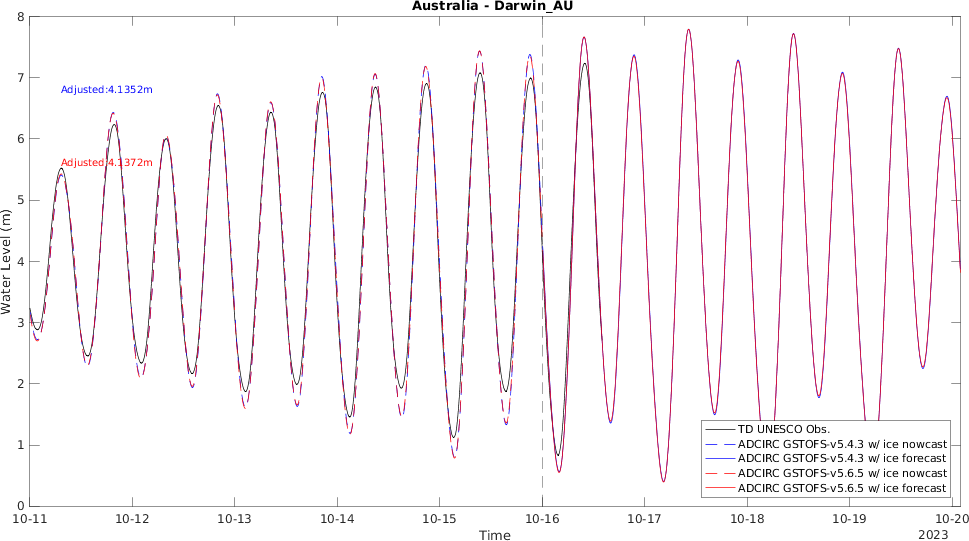 Australia - Darwin_AU
8
7
6
5
4
3
2
1
0
Water Level (m)
Adjusted:4.1352m
Adjusted:4.1372m
TD UNESCO Obs.
ADCIRC GSTOFS-v5.4.3 w/ ice nowcast
ADCIRC GSTOFS-v5.4.3 w/ ice forecast
ADCIRC GSTOFS-v5.6.5 w/ ice nowcast
ADCIRC GSTOFS-v5.6.5 w/ ice forecast
10-11 10-12 10-13 10-14 10-15 10-16 10-17 10-18 10-19 10-20
Time
2023